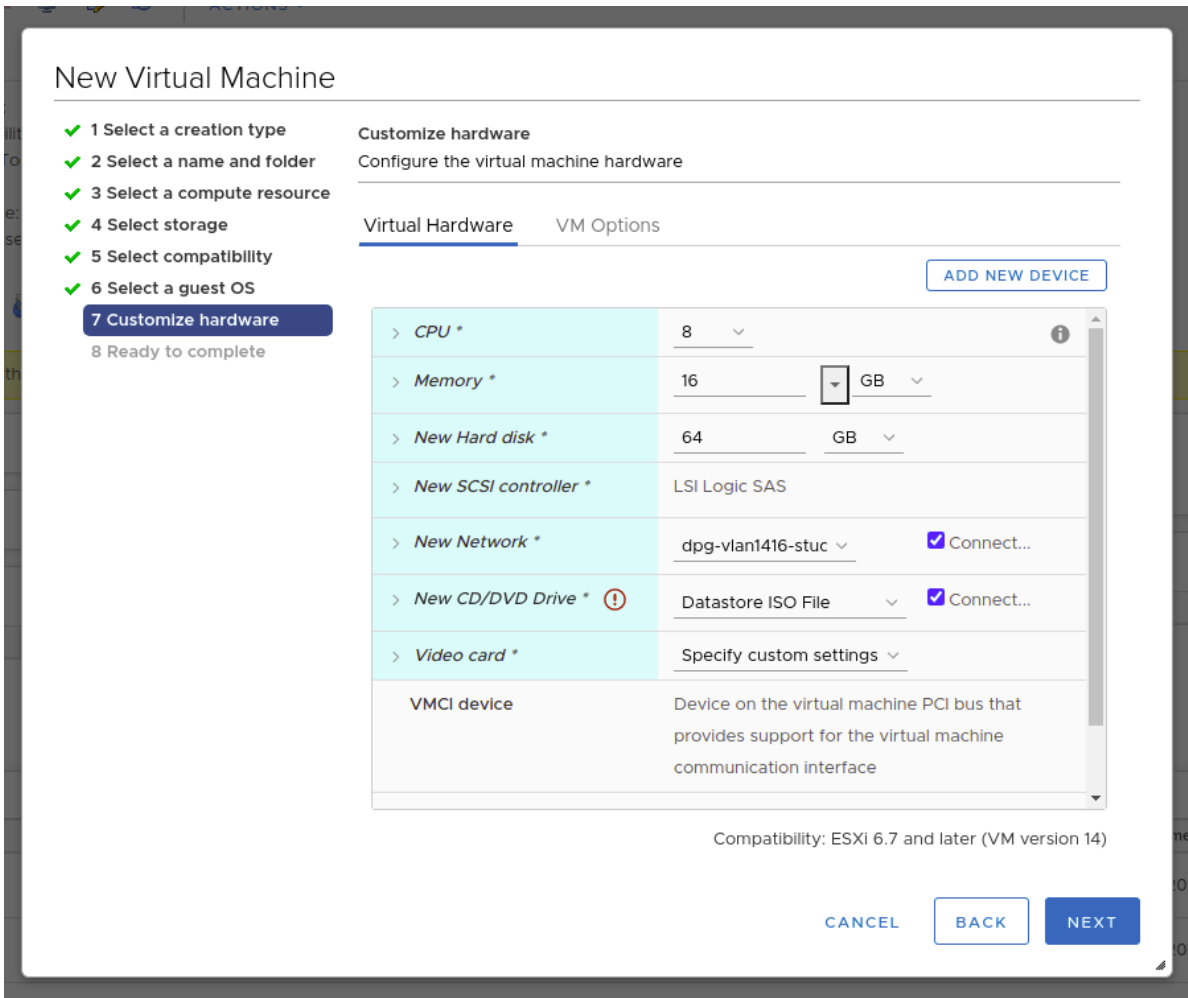 ACTIONS
New Virtual Machine
1 Select a creation type
2 Select a name and folder
3 Select a compute resource
4 Select storage
5 Select compatibility
6 Select a guest OS
7 Customize hardware
8 Ready to complete
Customize hardware
Configure the virtual machine hardware
Virtual Hardware VM Options
ADD NEW DEVICE
CPU * 8
Memory * 16 GB
New Hard disk * 64 GB
New SCSI controller * LSI Logic SAS
New Network * dpg-vlan1416-stuc Connect...
New CD/DVD Drive * Datastore ISO File Connect...
Video card * Specify custom settings
VMCI device Device on the virtual machine PCI bus that
provides support for the virtual machine
communication interface
Compatibility: ESXi 6.7 and later (VM version 14)
CANCEL BACK NEXT